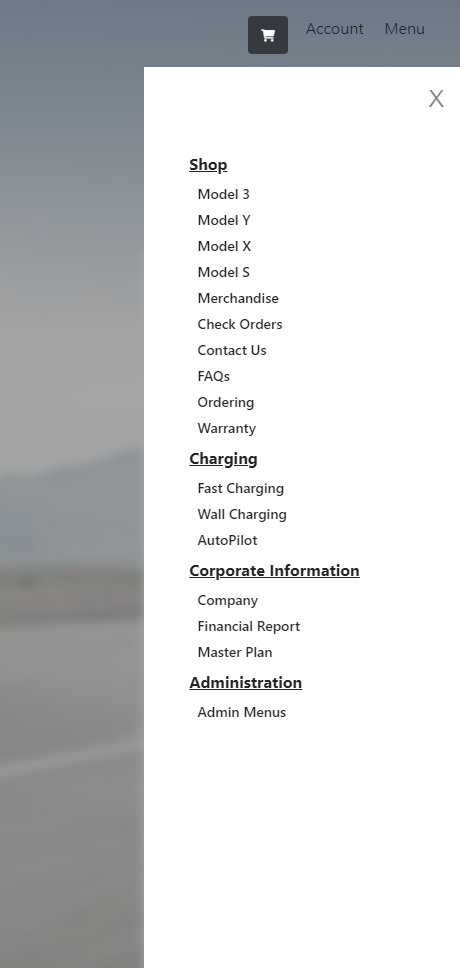 Account Menu
X
Shop
Model 3
Model Y
Model X
Model S
Merchandise
Check Orders
Contact Us
FAQs
Ordering
Warranty
Charging
Fast Charging
Wall Charging
AutoPilot
Corporate Information
Company
Financial Report
Master Plan
Administration
Admin Menus